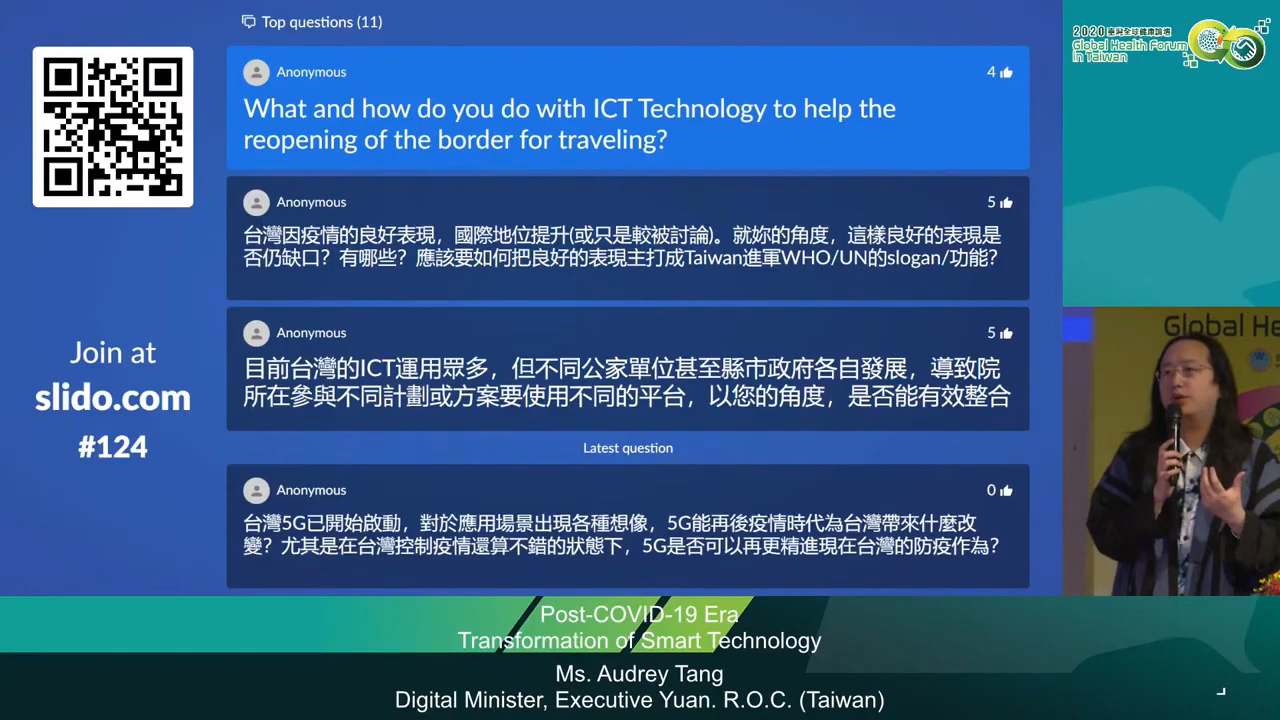 Top questions (11)
Anonymous
4
What and how do you do with ICT Technology to help the
reopening of the border for traveling?
Anonymous
5
台灣因疫情的良好表現，國際地位提升(或只是較被討論)。就妳的角度，這樣良好的表現是
否仍缺口？有哪些？應該要如何把良好的表現主打成Taiwan進軍WHO/UN的slogan/功能？
Anonymous
5
目前台灣的ICT運用眾多，但不同公家單位甚至縣市政府各自發展，導致院
所在參與不同計劃或方案要使用不同的平台，以您的角度，是否能有效整合
Latest question
Anonymous
0
台灣5G已開始啟動，對於應用場景出現各種想像，5G能再後疫情時代為台灣帶來什麼改
變？尤其是在台灣控制疫情還算不錯的狀態下，5G是否可以再更精進現在台灣的防疫作為？
Join at
slido.com
#124
2020臺灣全球健康論壇
Global Health Forum
in Taiwan
Global He
Post-COVID-19 Era
Transformation of Smart Technology
Ms. Audrey Tang
Digital Minister, Executive Yuan. R.O.C. (Taiwan)